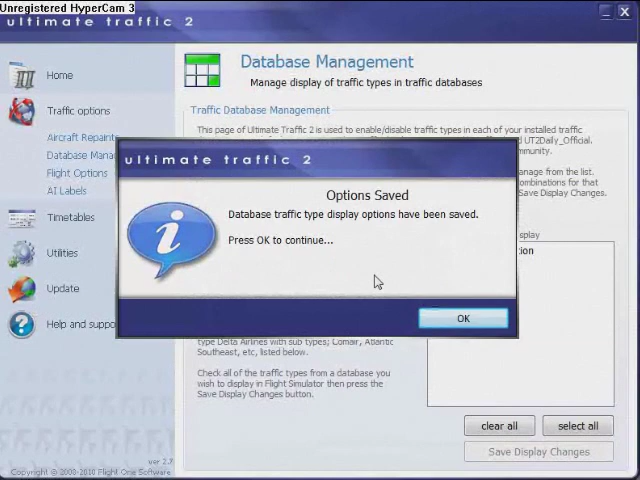 Unregistered HyperCam 3
ultimate traffic 2
Home
Traffic options
Aircraft Repaints
Database Mana
Flight Options
AI Labels
Timetables
Utilities
Update
Help and suppo
ver 2.7
Copyright © 2000-2010 Flight One Software
Database Management
Manage display of traffic types in traffic databases
Traffic Database Management
This page of Ultimate Traffic 2 is used to enable/disable traffic types in each of your installed traffic
UT2Daily_Official.
mmunity.
manage from the list.
combinations for that
Save Display Changes.
splay
tion
ultimate traffic 2
Options Saved
Database traffic type display options have been saved.
Press OK to continue...
OK
type Delta Airlines with sub types; Comair, Atlantic
Southeast, etc, listed below.
Check all of the traffic types from a database you
wish to display in Flight Simulator then press the
Save Display Changes button.
clear all
select all
Save Display Changes